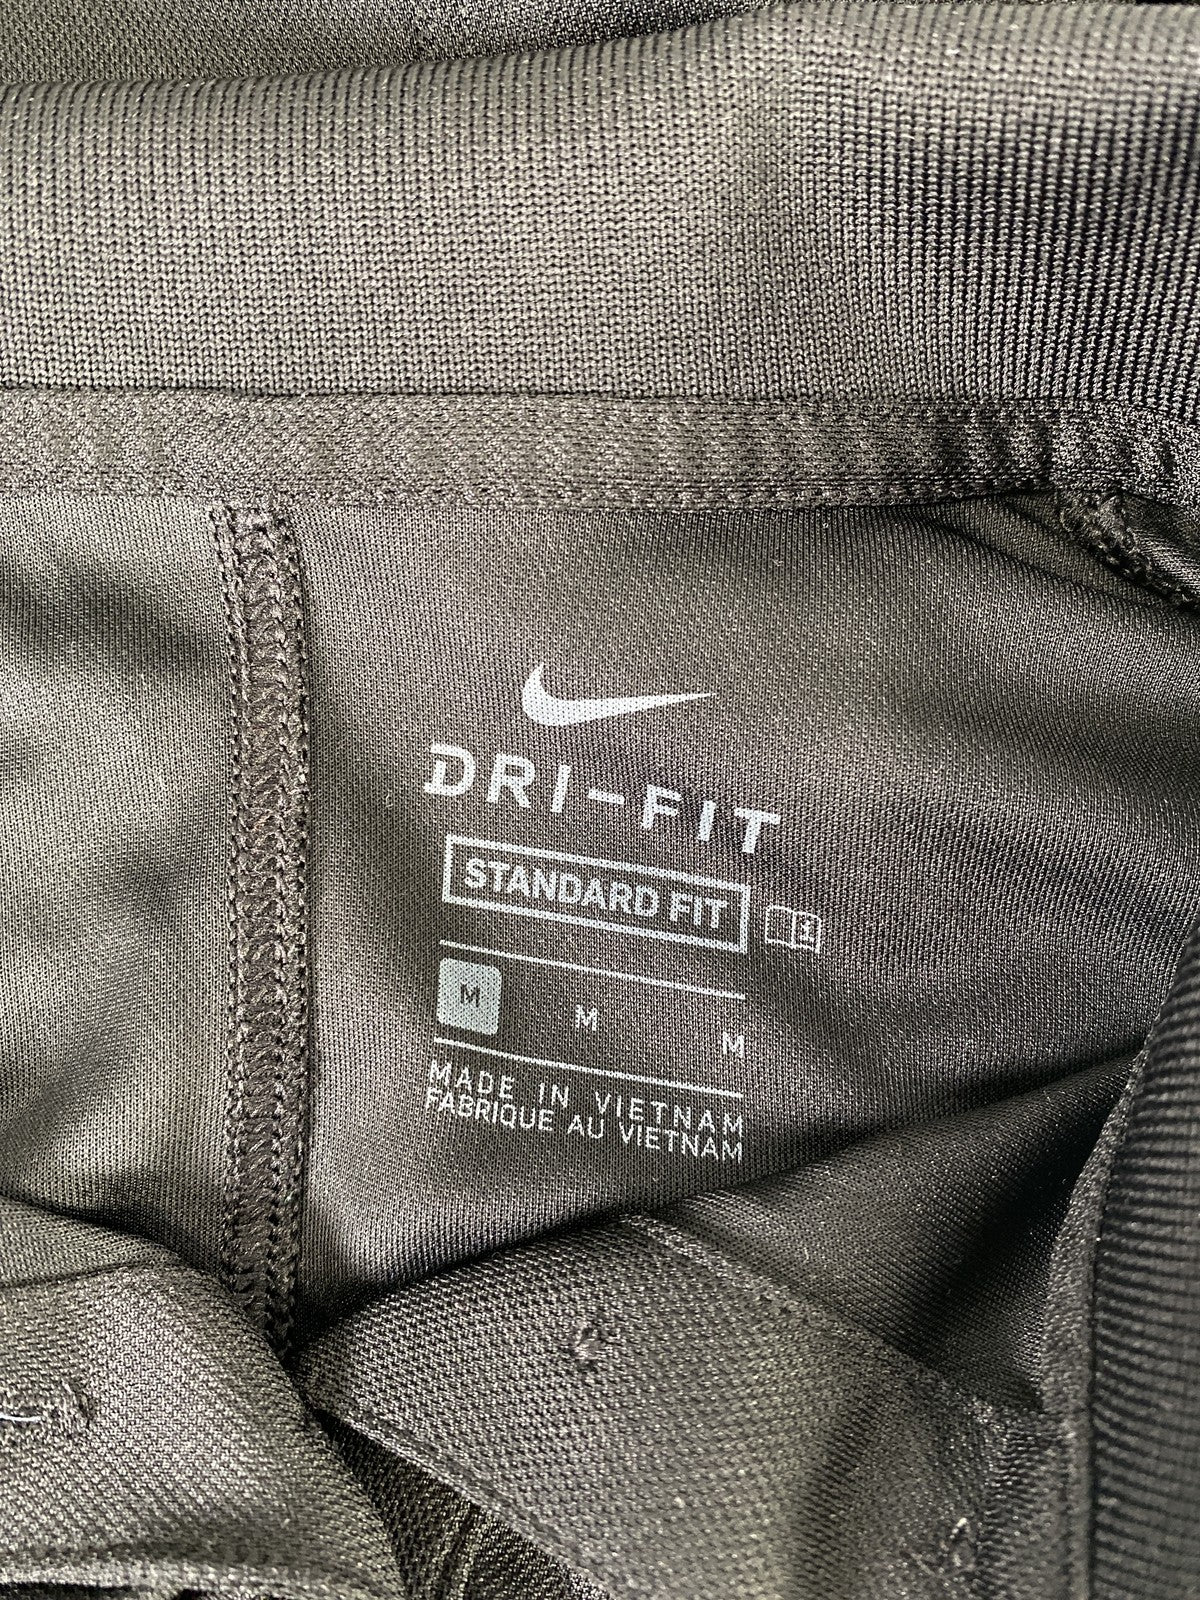 DRI-FIT
STANDARD FIT
M M M
MADE IN VIETNAM
FABRIQUE AU VIETNAM